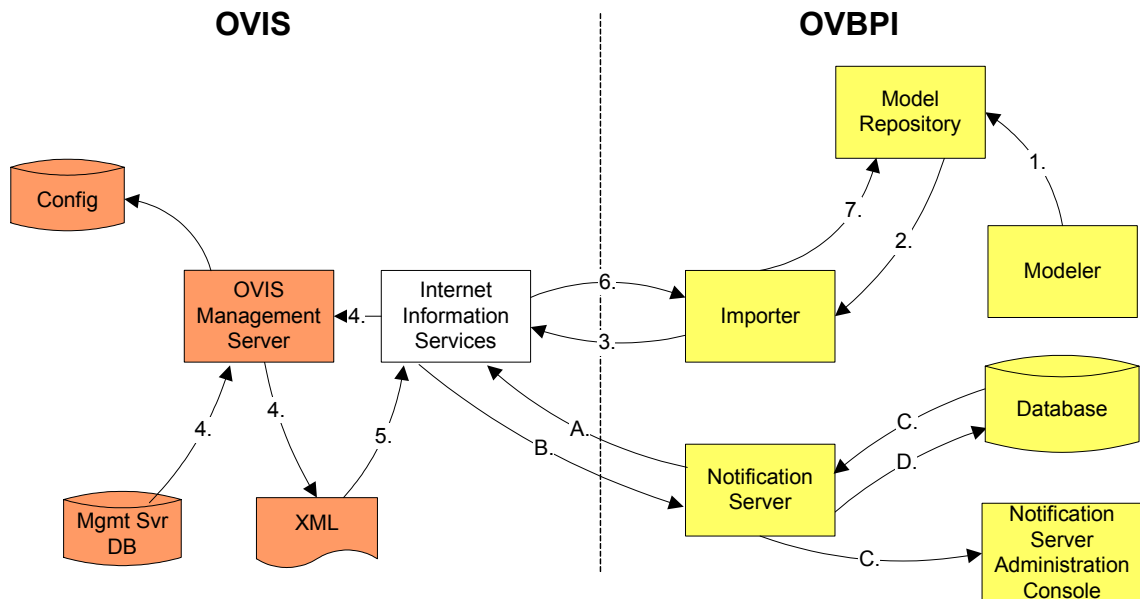 OVIS
OVBPI
Model
Repository
1.
Config
7.
2.
Modeler
OVIS
Management
Server
4.
Internet
Information
Services
6.
3.
Importer
4.
4.
5.
A.
B.
C.
D.
Database
Notification
Server
Mgmt Svr
DB
XML
C.
Notification
Server
Administration
Console